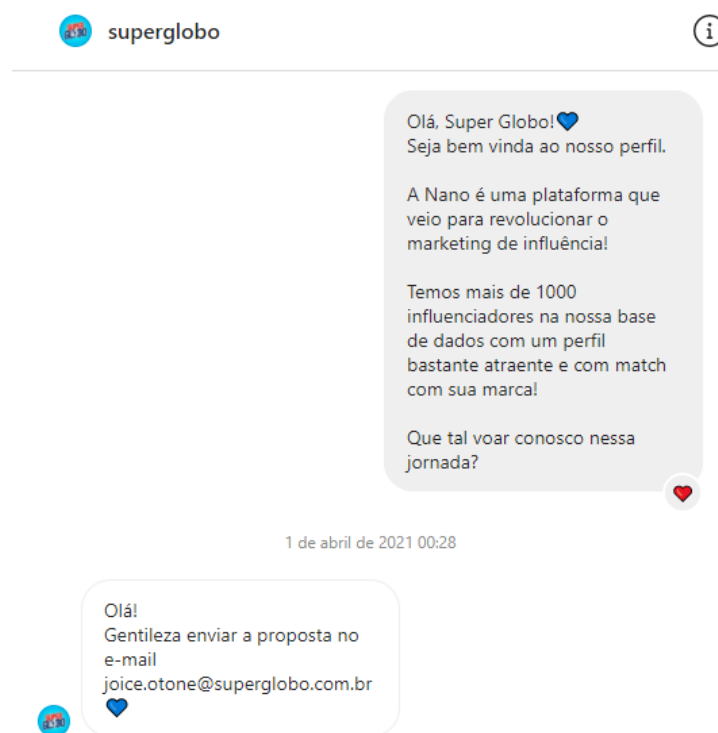 superglobo
Olá, Super Globo!💙
Seja bem vinda ao nosso perfil.
A Nano é uma plataforma que
veio para revolucionar o
marketing de influência!
Temos mais de 1000
influenciadores na nossa base
de dados com um perfil
bastante atraente e com match
com sua marca!
Que tal voar conosco nessa
jornada?
1 de abril de 2021 00:28
Olá!
Gentileza enviar a proposta no
e-mail
joice.otone@superglobo.com.br
💙